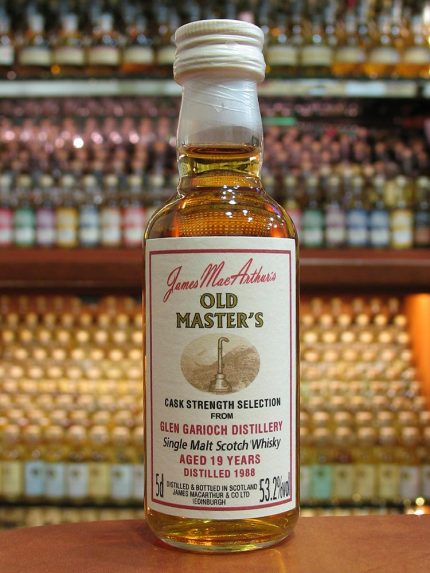 James MacArthur's
OLD
MASTER'S
CASK STRENGTH SELECTION
FROM
GLEN GARIOCH DISTILLERY
Single Malt Scotch Whisky
AGED 19 YEARS
DISTILLED 1988
5d DISTILLED & BOTTLED IN SCOTLAND 53.2%vol
JAMES MACARTHUR & CO LTD
EDINBURGH